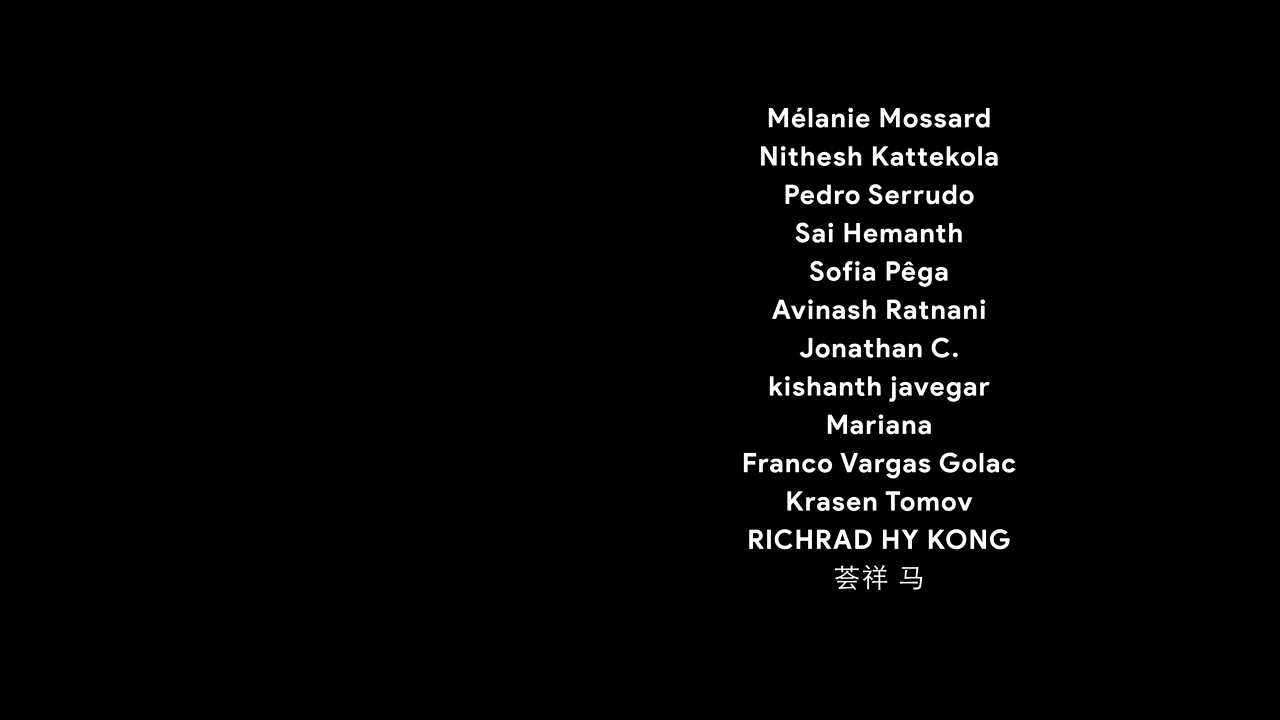 Mélanie Mossard
Nithesh Kattekola
Pedro Serrudo
Sai Hemanth
Sofia Pêga
Avinash Ratnani
Jonathan C.
kishanth javegar
Mariana
Franco Vargas Golac
Krasen Tomov
RICHRAD HY KONG
荟祥 马